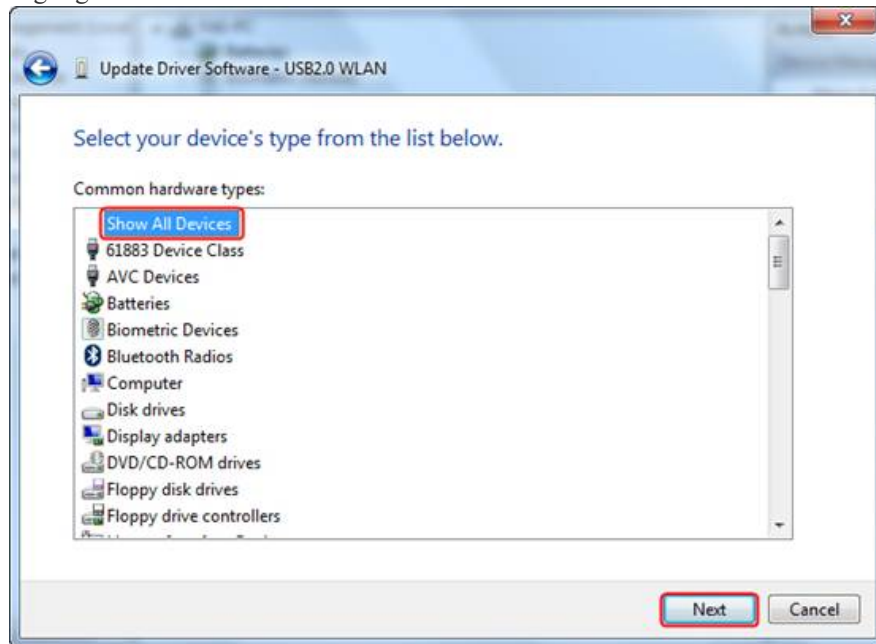 Update Driver Software - USB2.0 WLAN
Select your device's type from the list below.
Common hardware types:
Show All Devices
61883 Device Class
AVC Devices
Batteries
Biometric Devices
Bluetooth Radios
Computer
Disk drives
Display adapters
DVD/CD-ROM drives
Floppy disk drives
Floppy drive controllers
Next Cancel